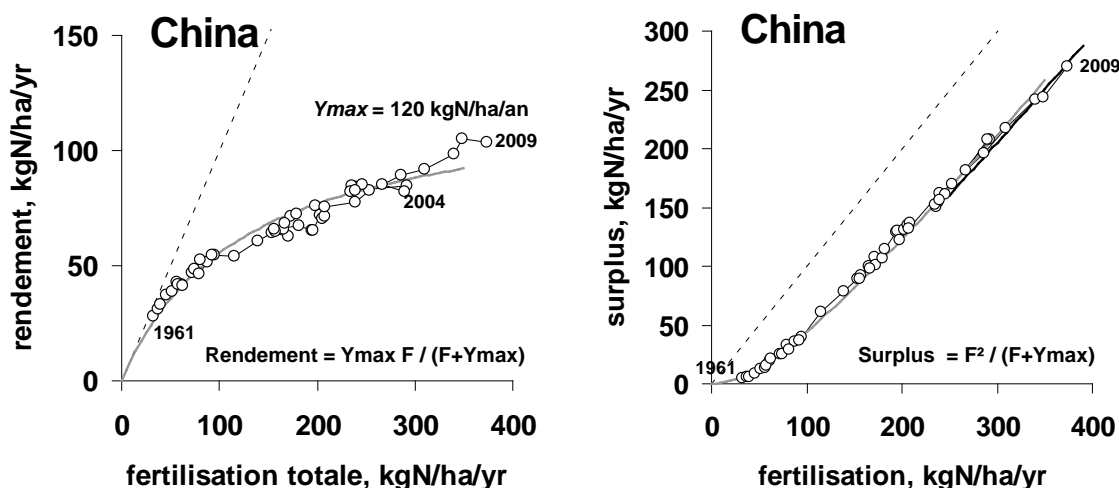 China
rendement, kgN/ha/yr
150
100
50
0
Ymax = 120 kgN/ha/an
2009
2004
1961
Rendement = Ymax F / (F+Ymax)
0 100 200 300 400
fertilisation totale, kgN/ha/yr
China
surplus, kgN/ha/yr
300
250
200
150
100
50
0
2009
1961
Surplus = F² / (F+Ymax)
0 100 200 300 400
fertilisation, kgN/ha/yr